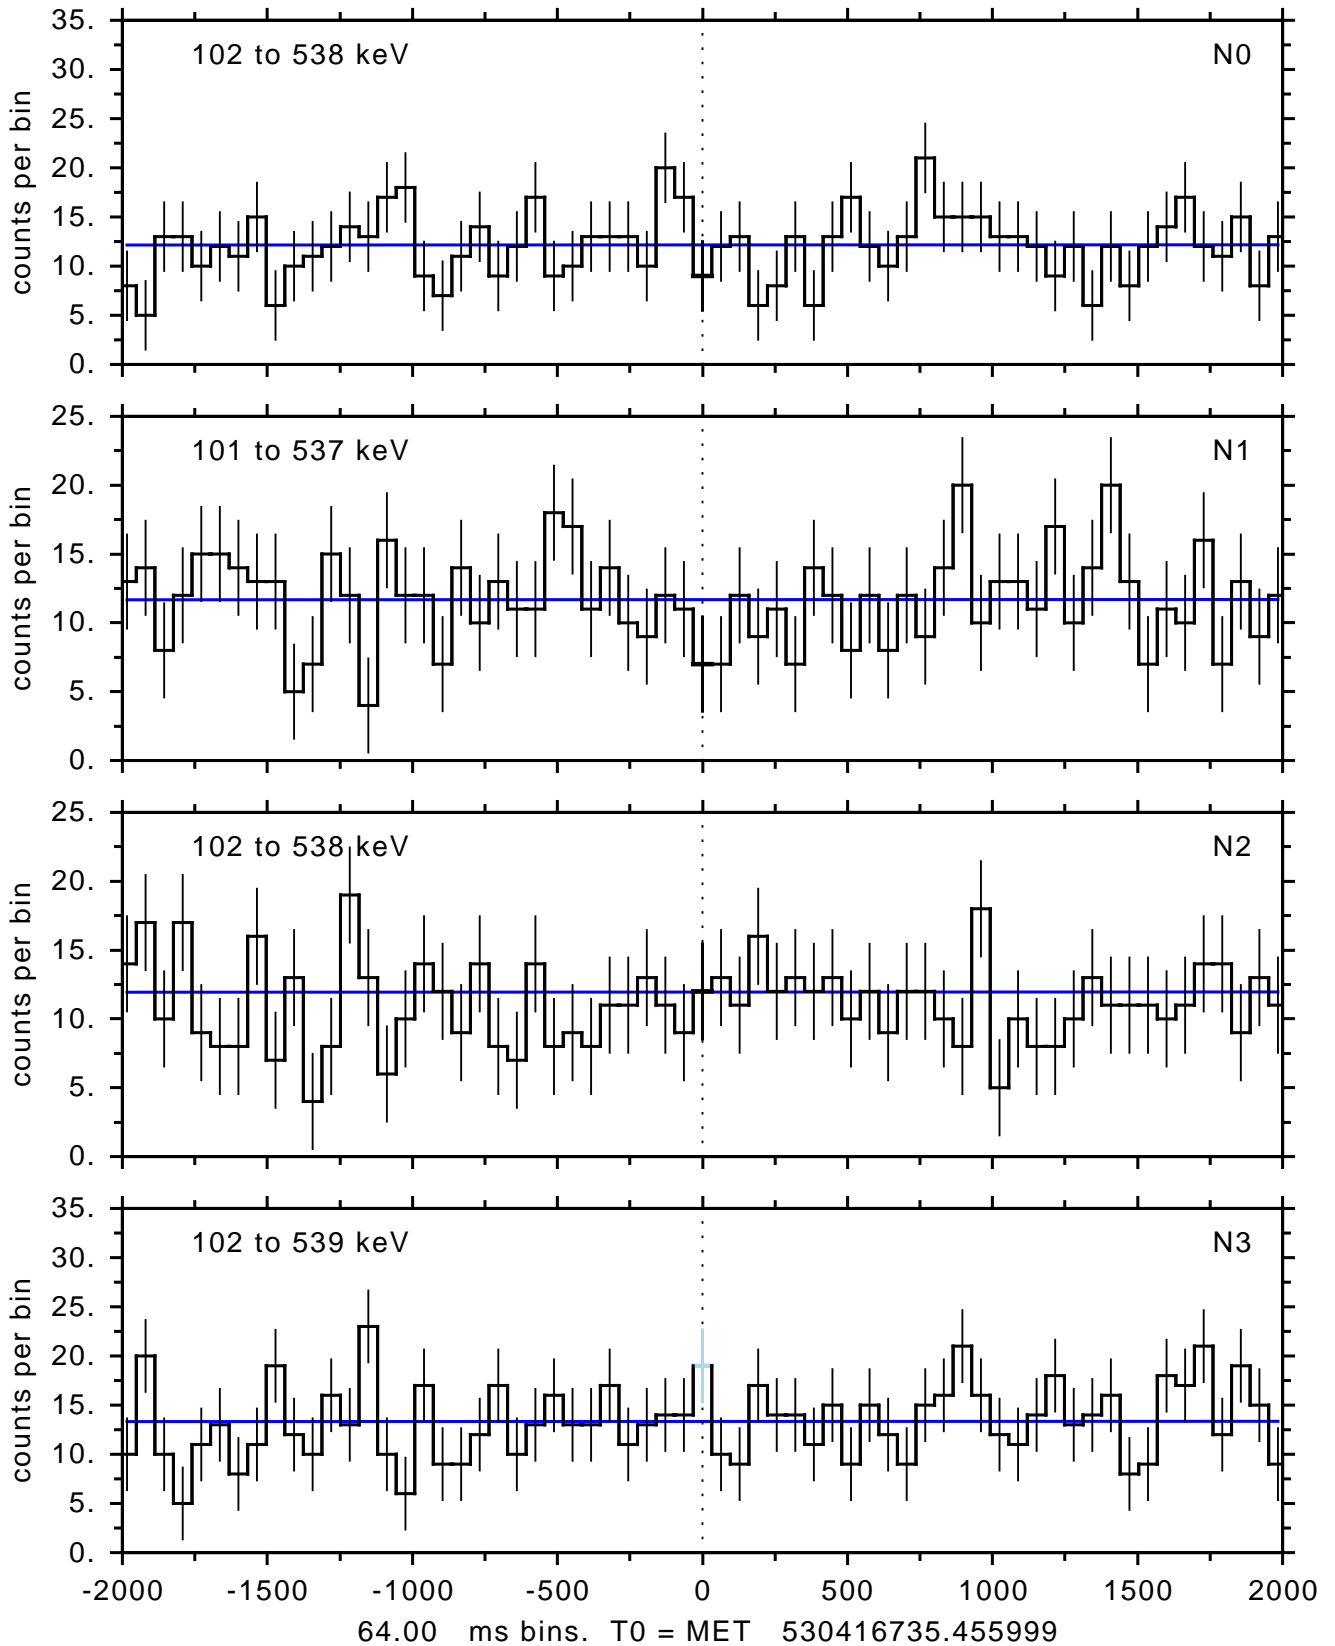 35.
30.
25.
20.
15.
10.
5.
0.
counts per bin
102 to 538 keV
N0
25.
20.
15.
10.
5.
0.
counts per bin
101 to 537 keV
N1
25.
20.
15.
10.
5.
0.
counts per bin
102 to 538 keV
N2
35.
30.
25.
20.
15.
10.
5.
0.
counts per bin
102 to 539 keV
N3
-2000 -1500 -1000 -500 0 500 1000 1500 2000
64.00 ms bins. T0 = MET 530416735.455999